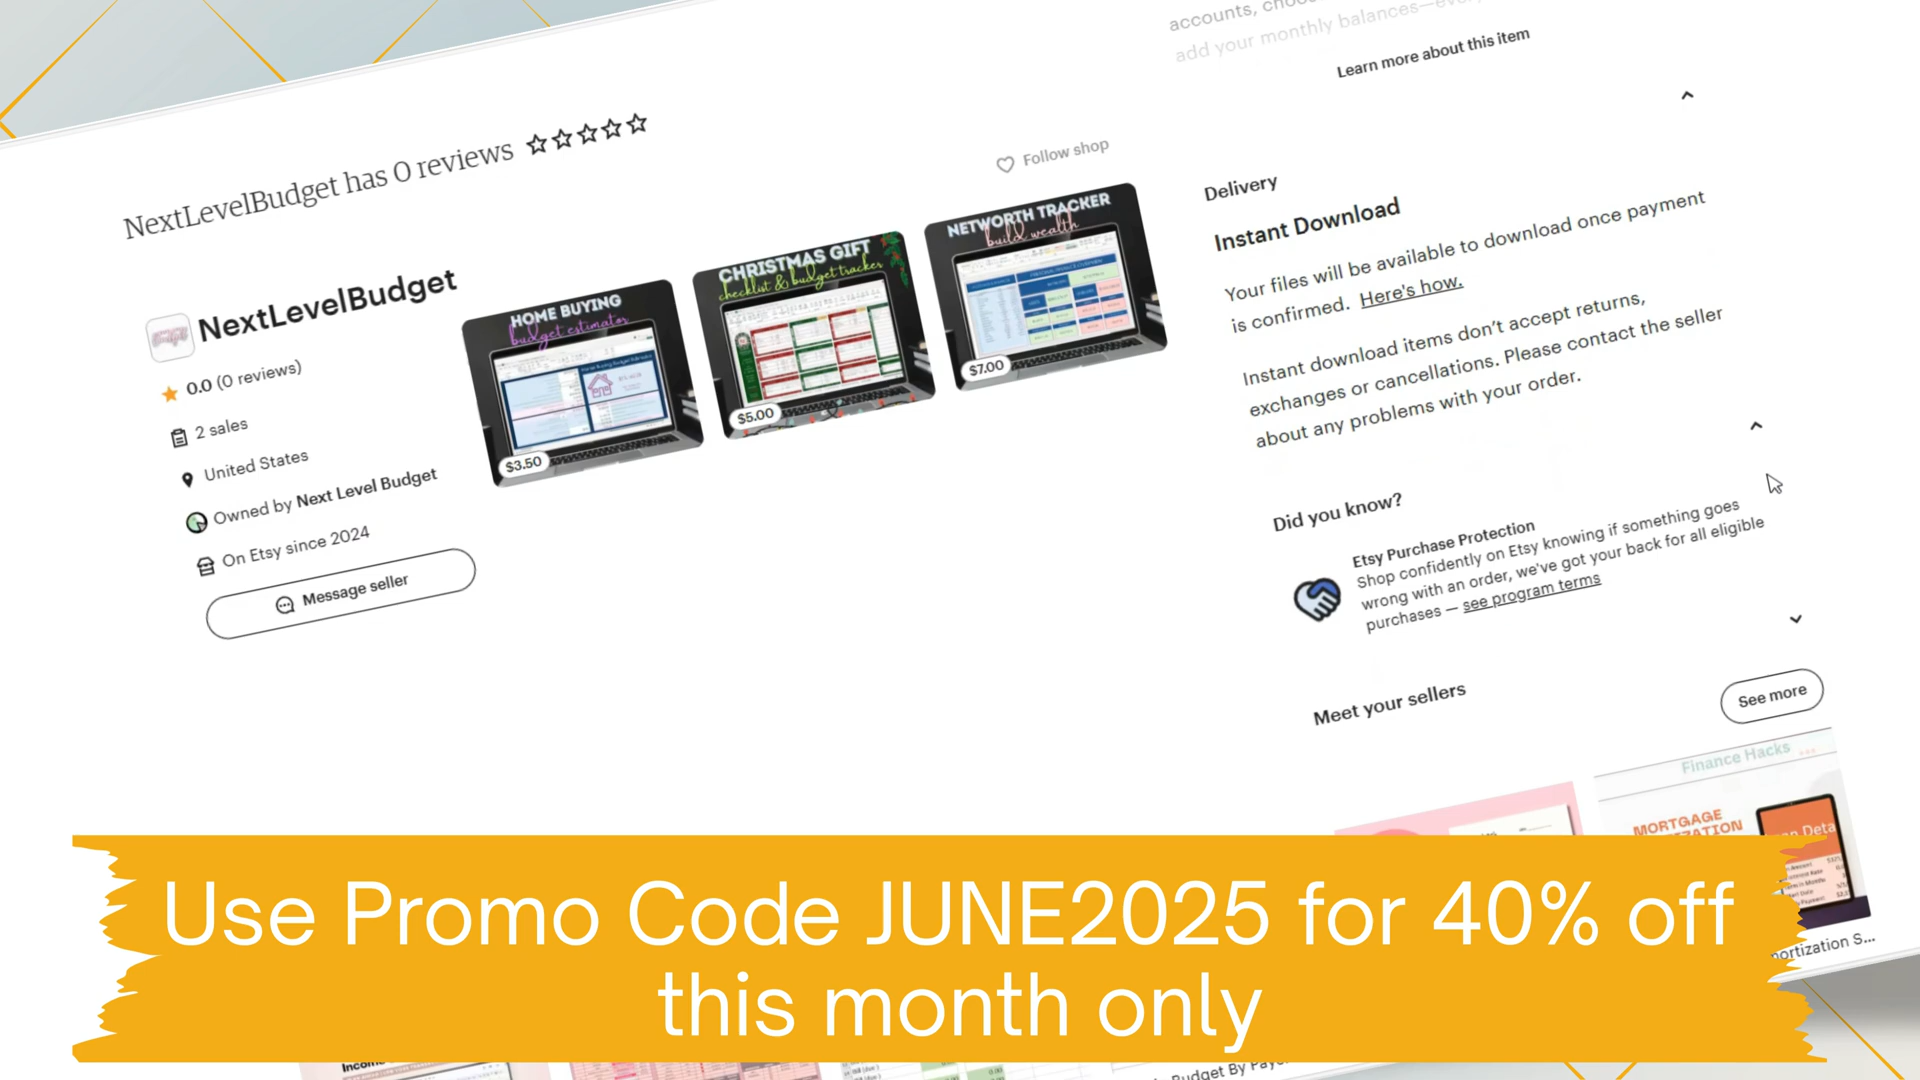 accounts,
add your monthly balances—
Learn more about this item
NextLevelBudget has 0 reviews
Follow shop
NextLevelBudget
0.0 (0 reviews)
2 sales
United States
Owned by Next Level Budget
On Etsy since 2024
Message seller
HOME BUYING
budget estimator
$3.50
CHRISTMAS GIFT
checklist & budget tracker
$5.00
NETWORTH TRACKER
build wealth
$7.00
Delivery
Instant Download
Your files will be available to download once payment
is confirmed. Here's how.
Instant download items don't accept returns,
exchanges or cancellations. Please contact the seller
about any problems with your order.
Did you know?
Etsy Purchase Protection
Shop confidently on Etsy knowing if something goes
wrong with an order, we've got your back for all eligible
purchases — see program terms
Meet your sellers
See more
Finance Hacks
MORTGAGE
Use Promo Code JUNE2025 for 40% off
this month only
Budget By